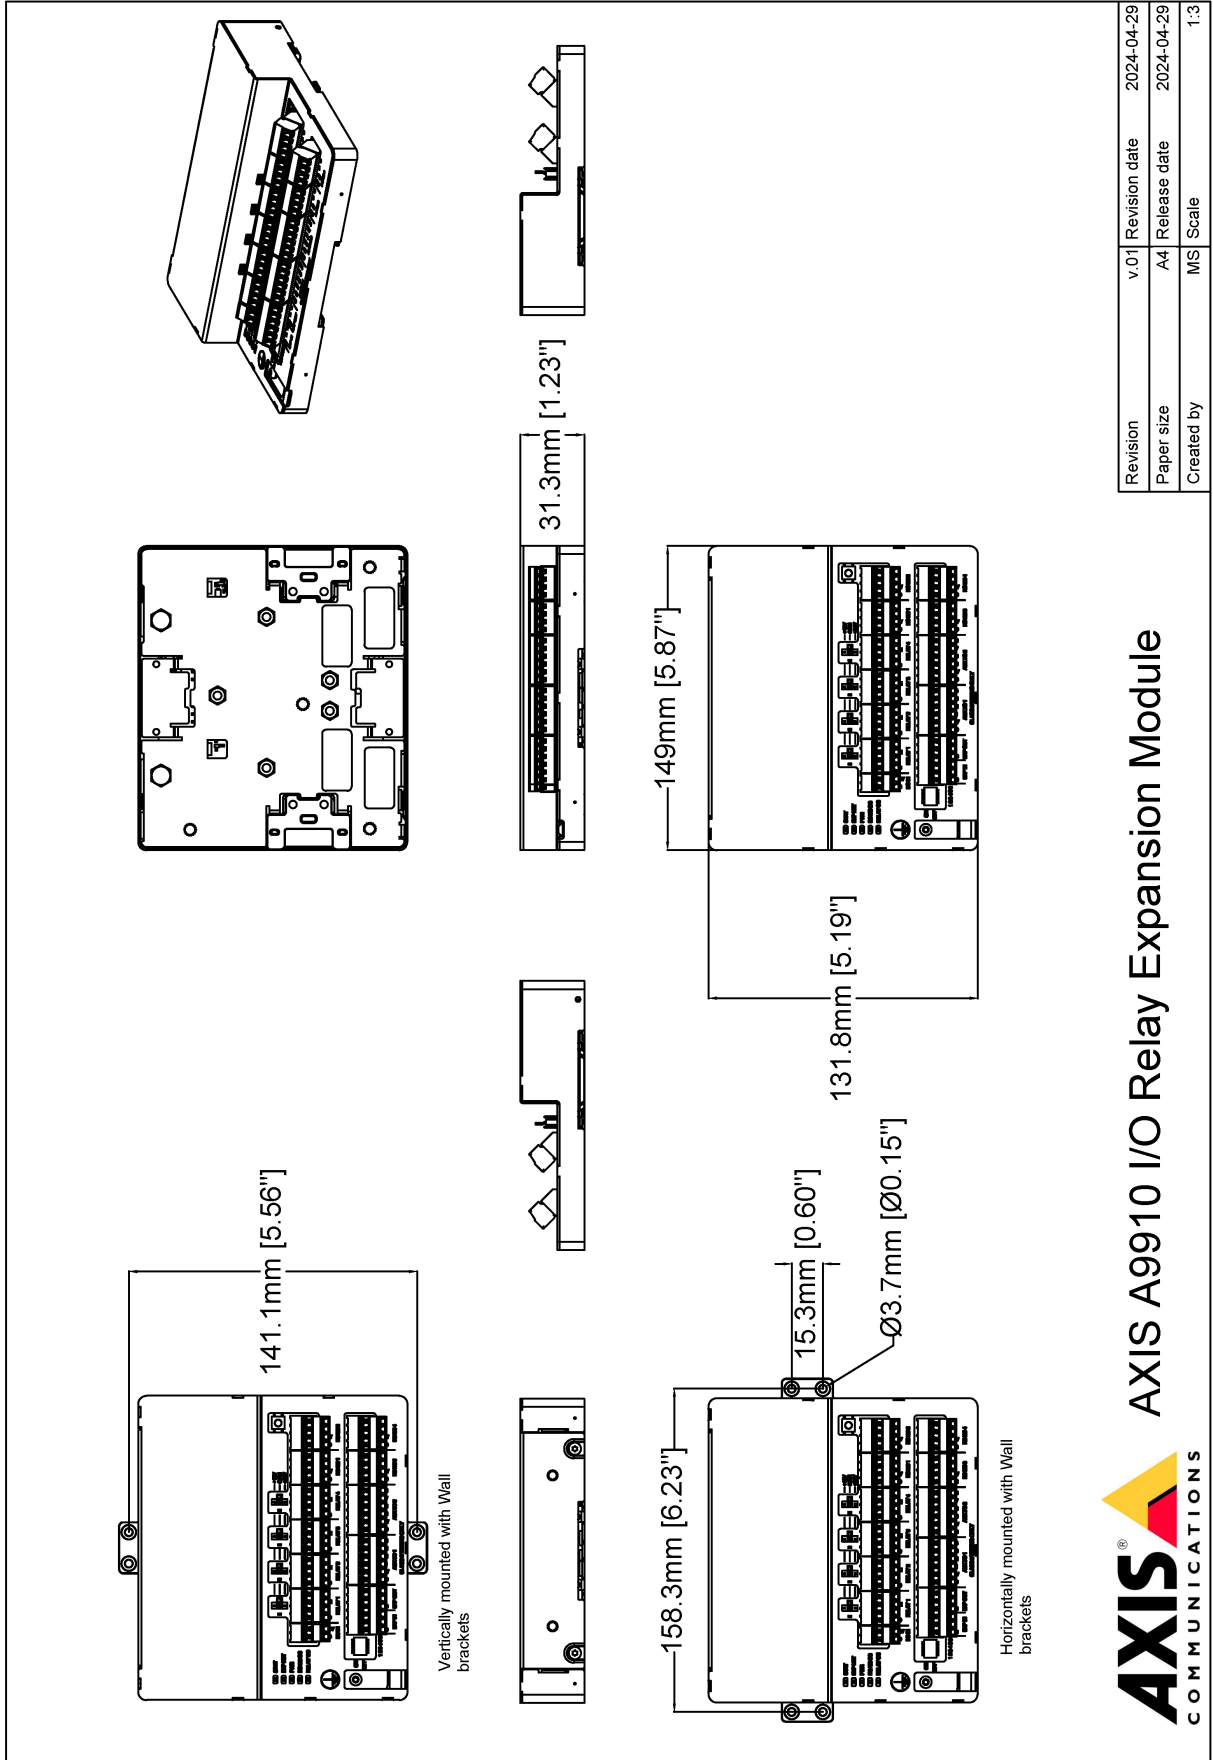 141.1mm [5.56"]
Vertically mounted with Wall
brackets
31.3mm [1.23"]
158.3mm [6.23"]
15.3mm [0.60"]
Ø3.7mm [Ø0.15"]
Horizontally mounted with Wall
brackets
149mm [5.87"]
131.8mm [5.19"]
AXIS®
COMMUNICATIONS
AXIS A9910 I/O Relay Expansion Module
Revision v.01 Revision date 2024-04-29
Paper size A4 Release date 2024-04-29
Created by MS Scale 1:3